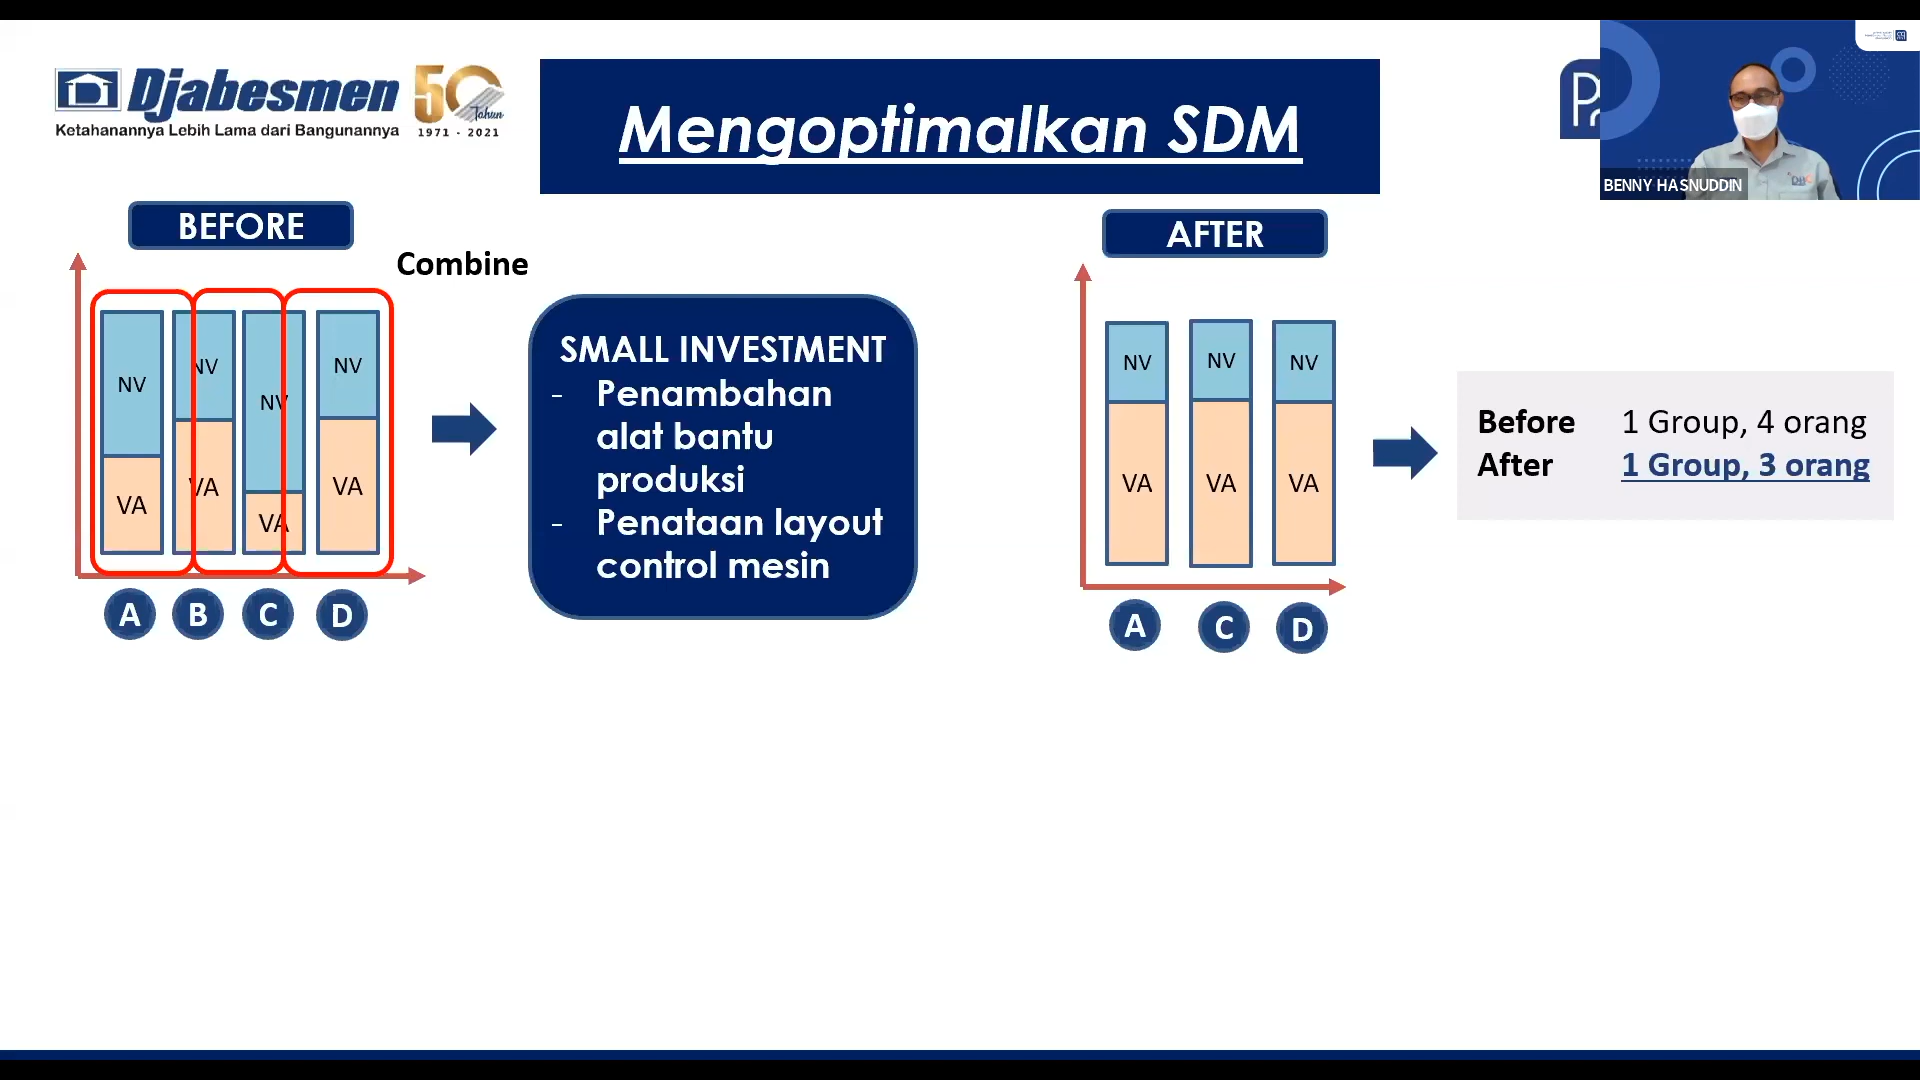 Djabesmen
Ketahanannya Lebih Lama dari Bangunannya
50
Tahun
1971 - 2021
Mengoptimalkan SDM
BENNY HASNUDDIN
BEFORE
Combine
NV
NV
NV
NV
VA
VA
VA
VA
A
B
C
D
SMALL INVESTMENT
- Penambahan
alat bantu
produksi
- Penataan layout
control mesin
AFTER
NV
NV
NV
VA
VA
VA
A
C
D
Before 1 Group, 4 orang
After 1 Group, 3 orang